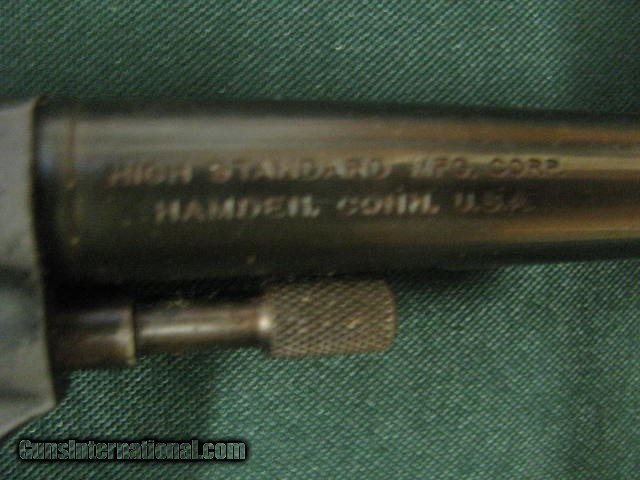 HIGH STANDARD MFG. CORP.
HAMDEN. CONN. U.S.A.
GunsInternational.com